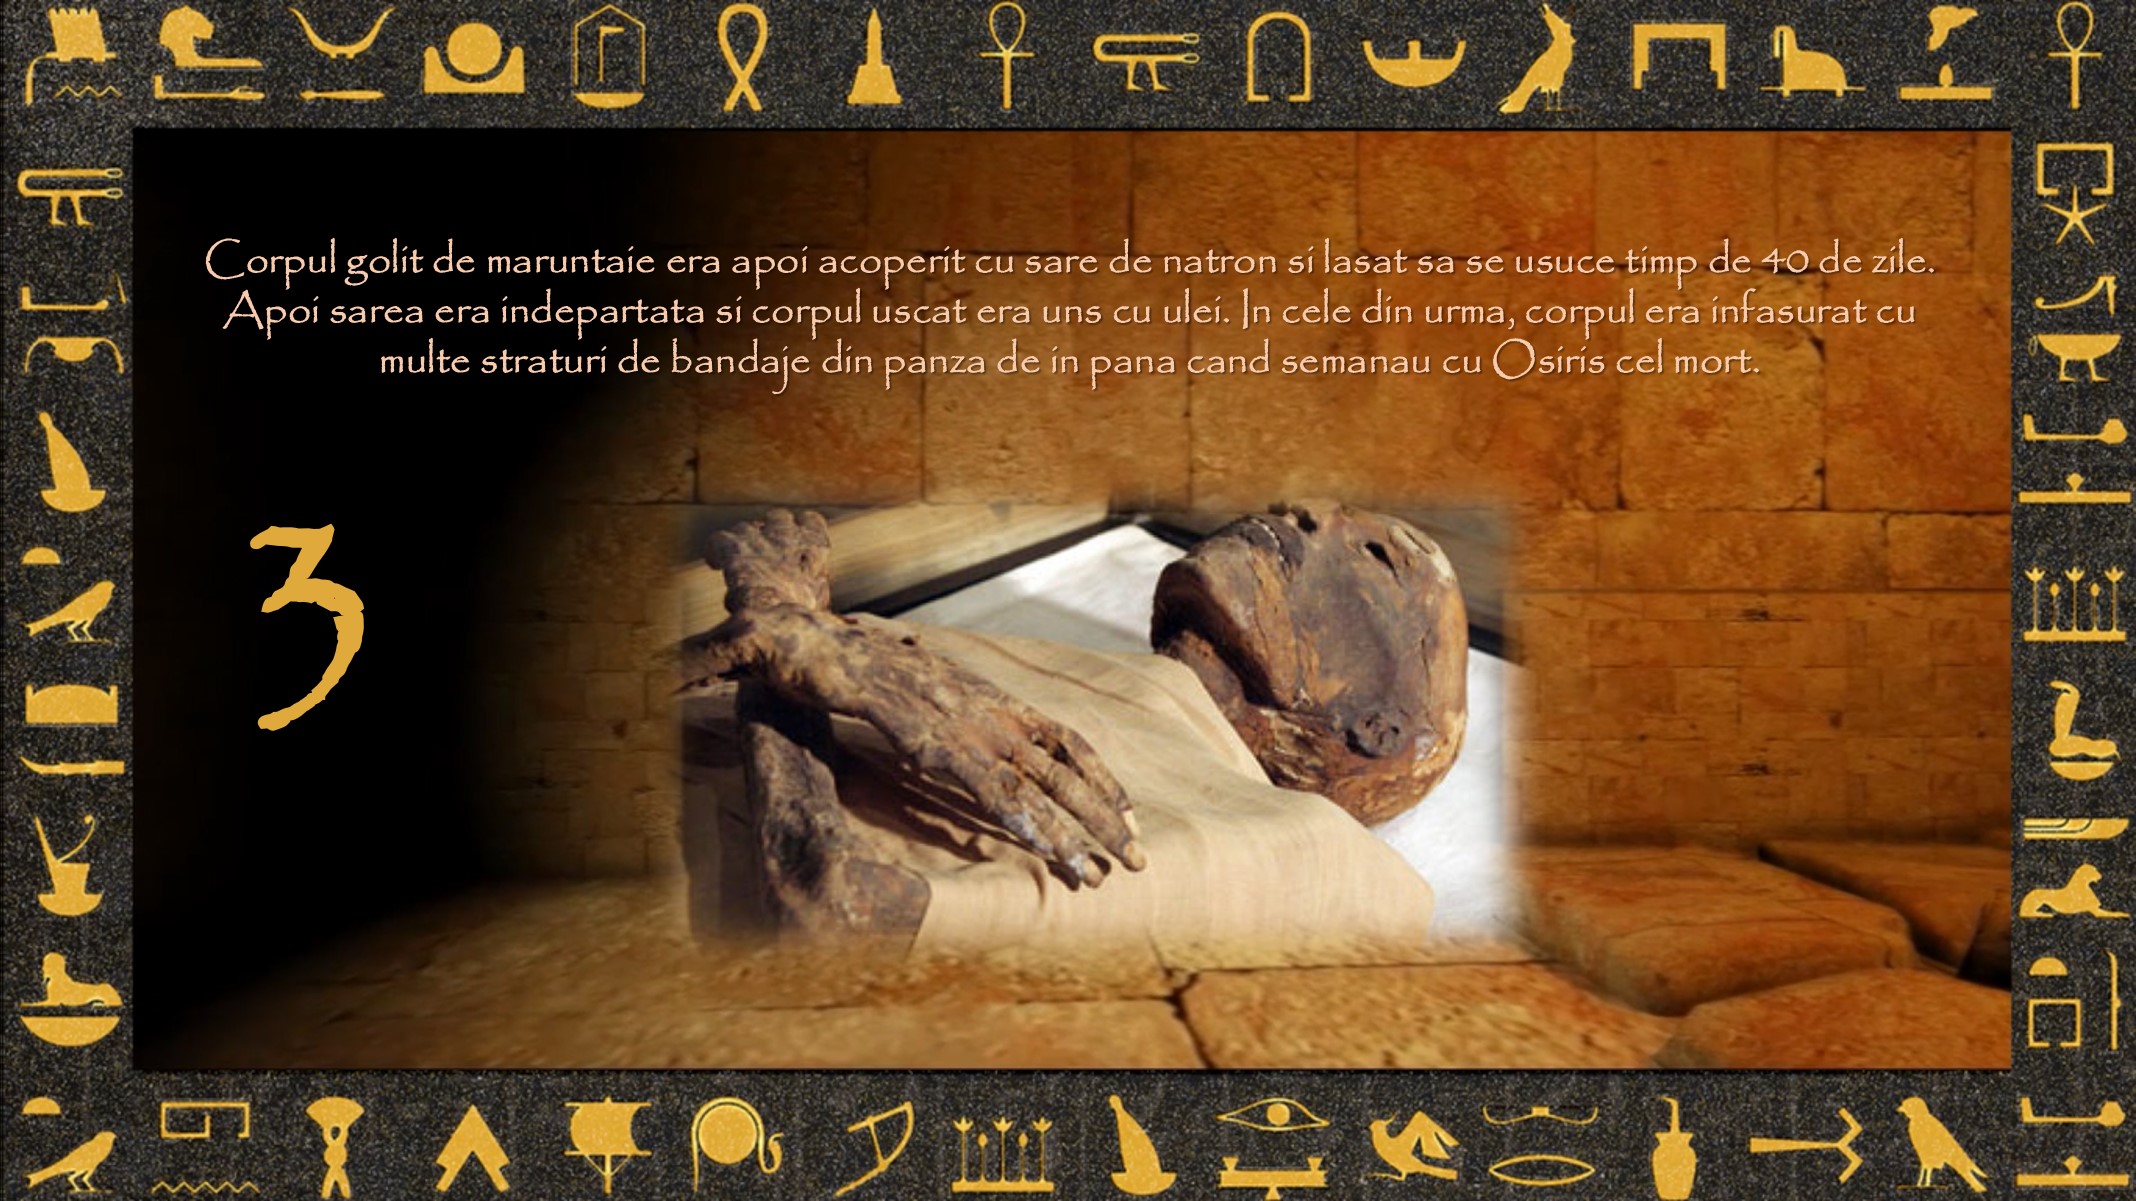 Corpul golit de maruntaie era apoi acoperit cu sare de natron si lasat sa se usuce timp de 40 de zile.
Apoi sarea era indepartata si corpul uscat era uns cu ulei. In cele din urma, corpul era infasurat cu
multe straturi de bandaje din panza de in pana cand semanau cu Osiris cel mort.
3